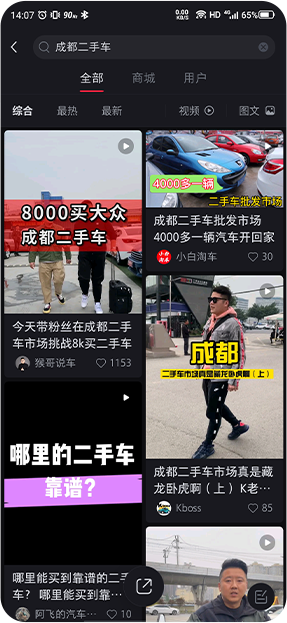 14:07
0.00
KB/S
HD
4G
65%
成都二手车
全部
商城
用户
综合
最热
最新
视频
图文
8000买大众
成都二手车
今天带粉丝在成都二手
车市场挑战8k买二手车
猴哥说车
1153
4000多一辆
二手车批发市场
成都二手车批发市场
4000多一辆汽车开回家
小白淘车
30
成都
二手车市场真是藏龙卧虎啊（上）
成都二手车市场真是藏
龙卧虎啊（上）K老…
Kboss
85
哪里的二手车
靠谱？
哪里能买到靠谱的二手
车？ 哪里能买到靠…
阿飞的汽车…
10